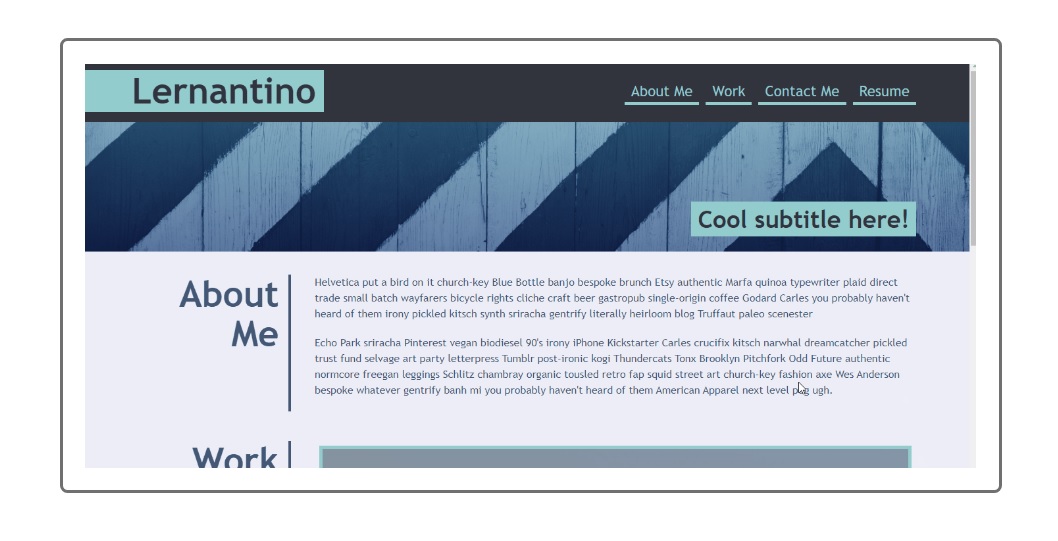 Lernantino
About Me Work Contact Me Resume
Cool subtitle here!
About
Me
Helvetica put a bird on it church-key Blue Bottle banjo bespoke brunch Etsy authentic Marfa quinoa typewriter plaid direct
trade small batch wayfarers bicycle rights cliche craft beer gastropub single-origin coffee Godard Carles you probably haven't
heard of them irony pickled kitsch synth sriracha gentrify literally heirloom blog Truffaut paleo scenester
Echo Park sriracha Pinterest vegan biodiesel 90's irony iPhone Kickstarter Carles crucifix kitsch narwhal dreamcatcher pickled
trust fund selvage art party letterpress Tumblr post-ironic kogi Thundercats Tonx Brooklyn Pitchfork Odd Future authentic
normcore freegan leggings Schlitz chambray organic tousled retro fap squid street art church-key fashion axe Wes Anderson
bespoke whatever gentrify banh mi you probably haven't heard of them American Apparel next level pug ugh.
Work